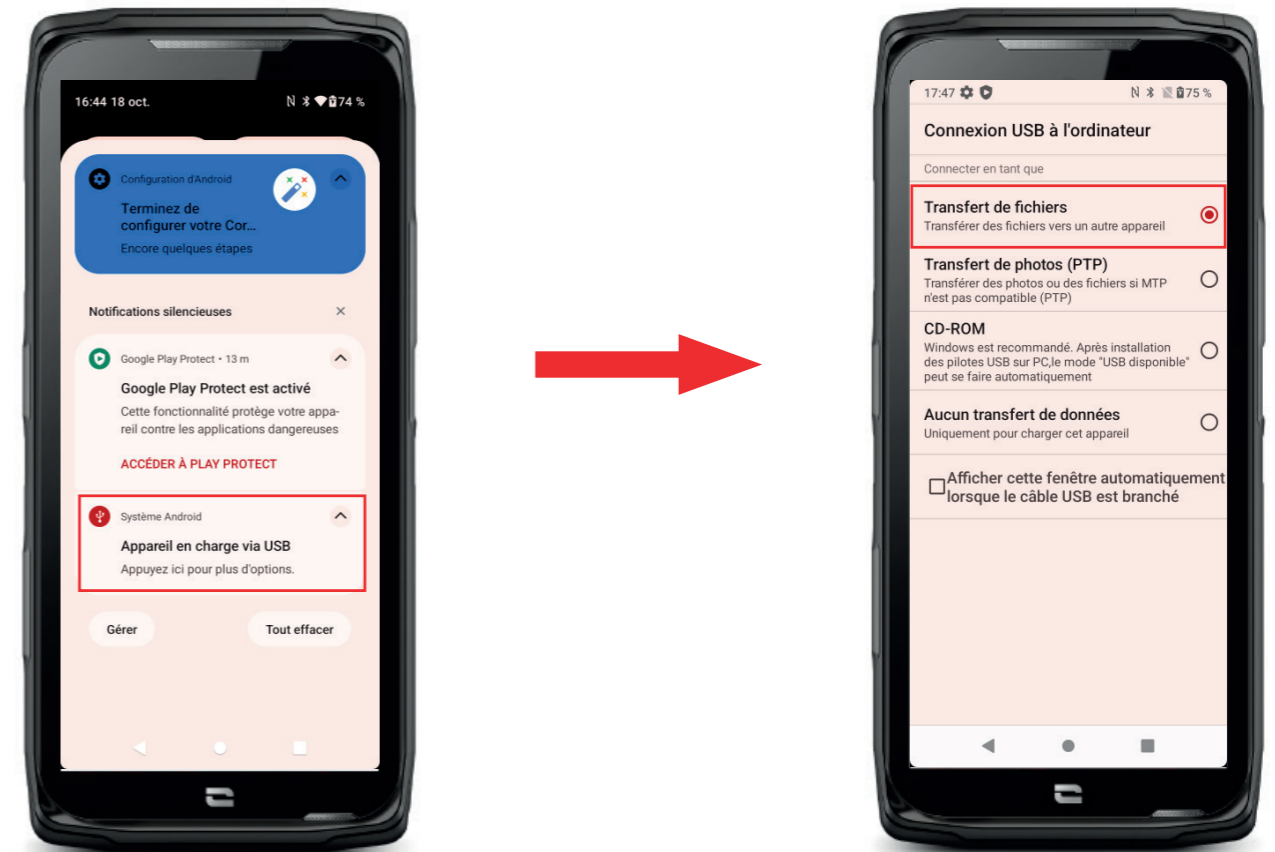 16:44 18 oct.
N
74 %
Configuration d'Android
Terminez de
configurer votre Cor...
Encore quelques étapes
Notifications silencieuses
Google Play Protect • 13 m
Google Play Protect est activé
Cette fonctionnalité protège votre appa-
reil contre les applications dangereuses
ACCÉDER À PLAY PROTECT
Système Android
Appareil en charge via USB
Appuyez ici pour plus d'options.
Gérer
Tout effacer
17:47
N
75 %
Connexion USB à l'ordinateur
Connecter en tant que
Transfert de fichiers
Transférer des fichiers vers un autre appareil
Transfert de photos (PTP)
Transférer des photos ou des fichiers si MTP
n'est pas compatible (PTP)
CD-ROM
Windows est recommandé. Après installation
des pilotes USB sur PC,le mode "USB disponible"
peut se faire automatiquement
Aucun transfert de données
Uniquement pour charger cet appareil
Afficher cette fenêtre automatiquement
lorsque le câble USB est branché